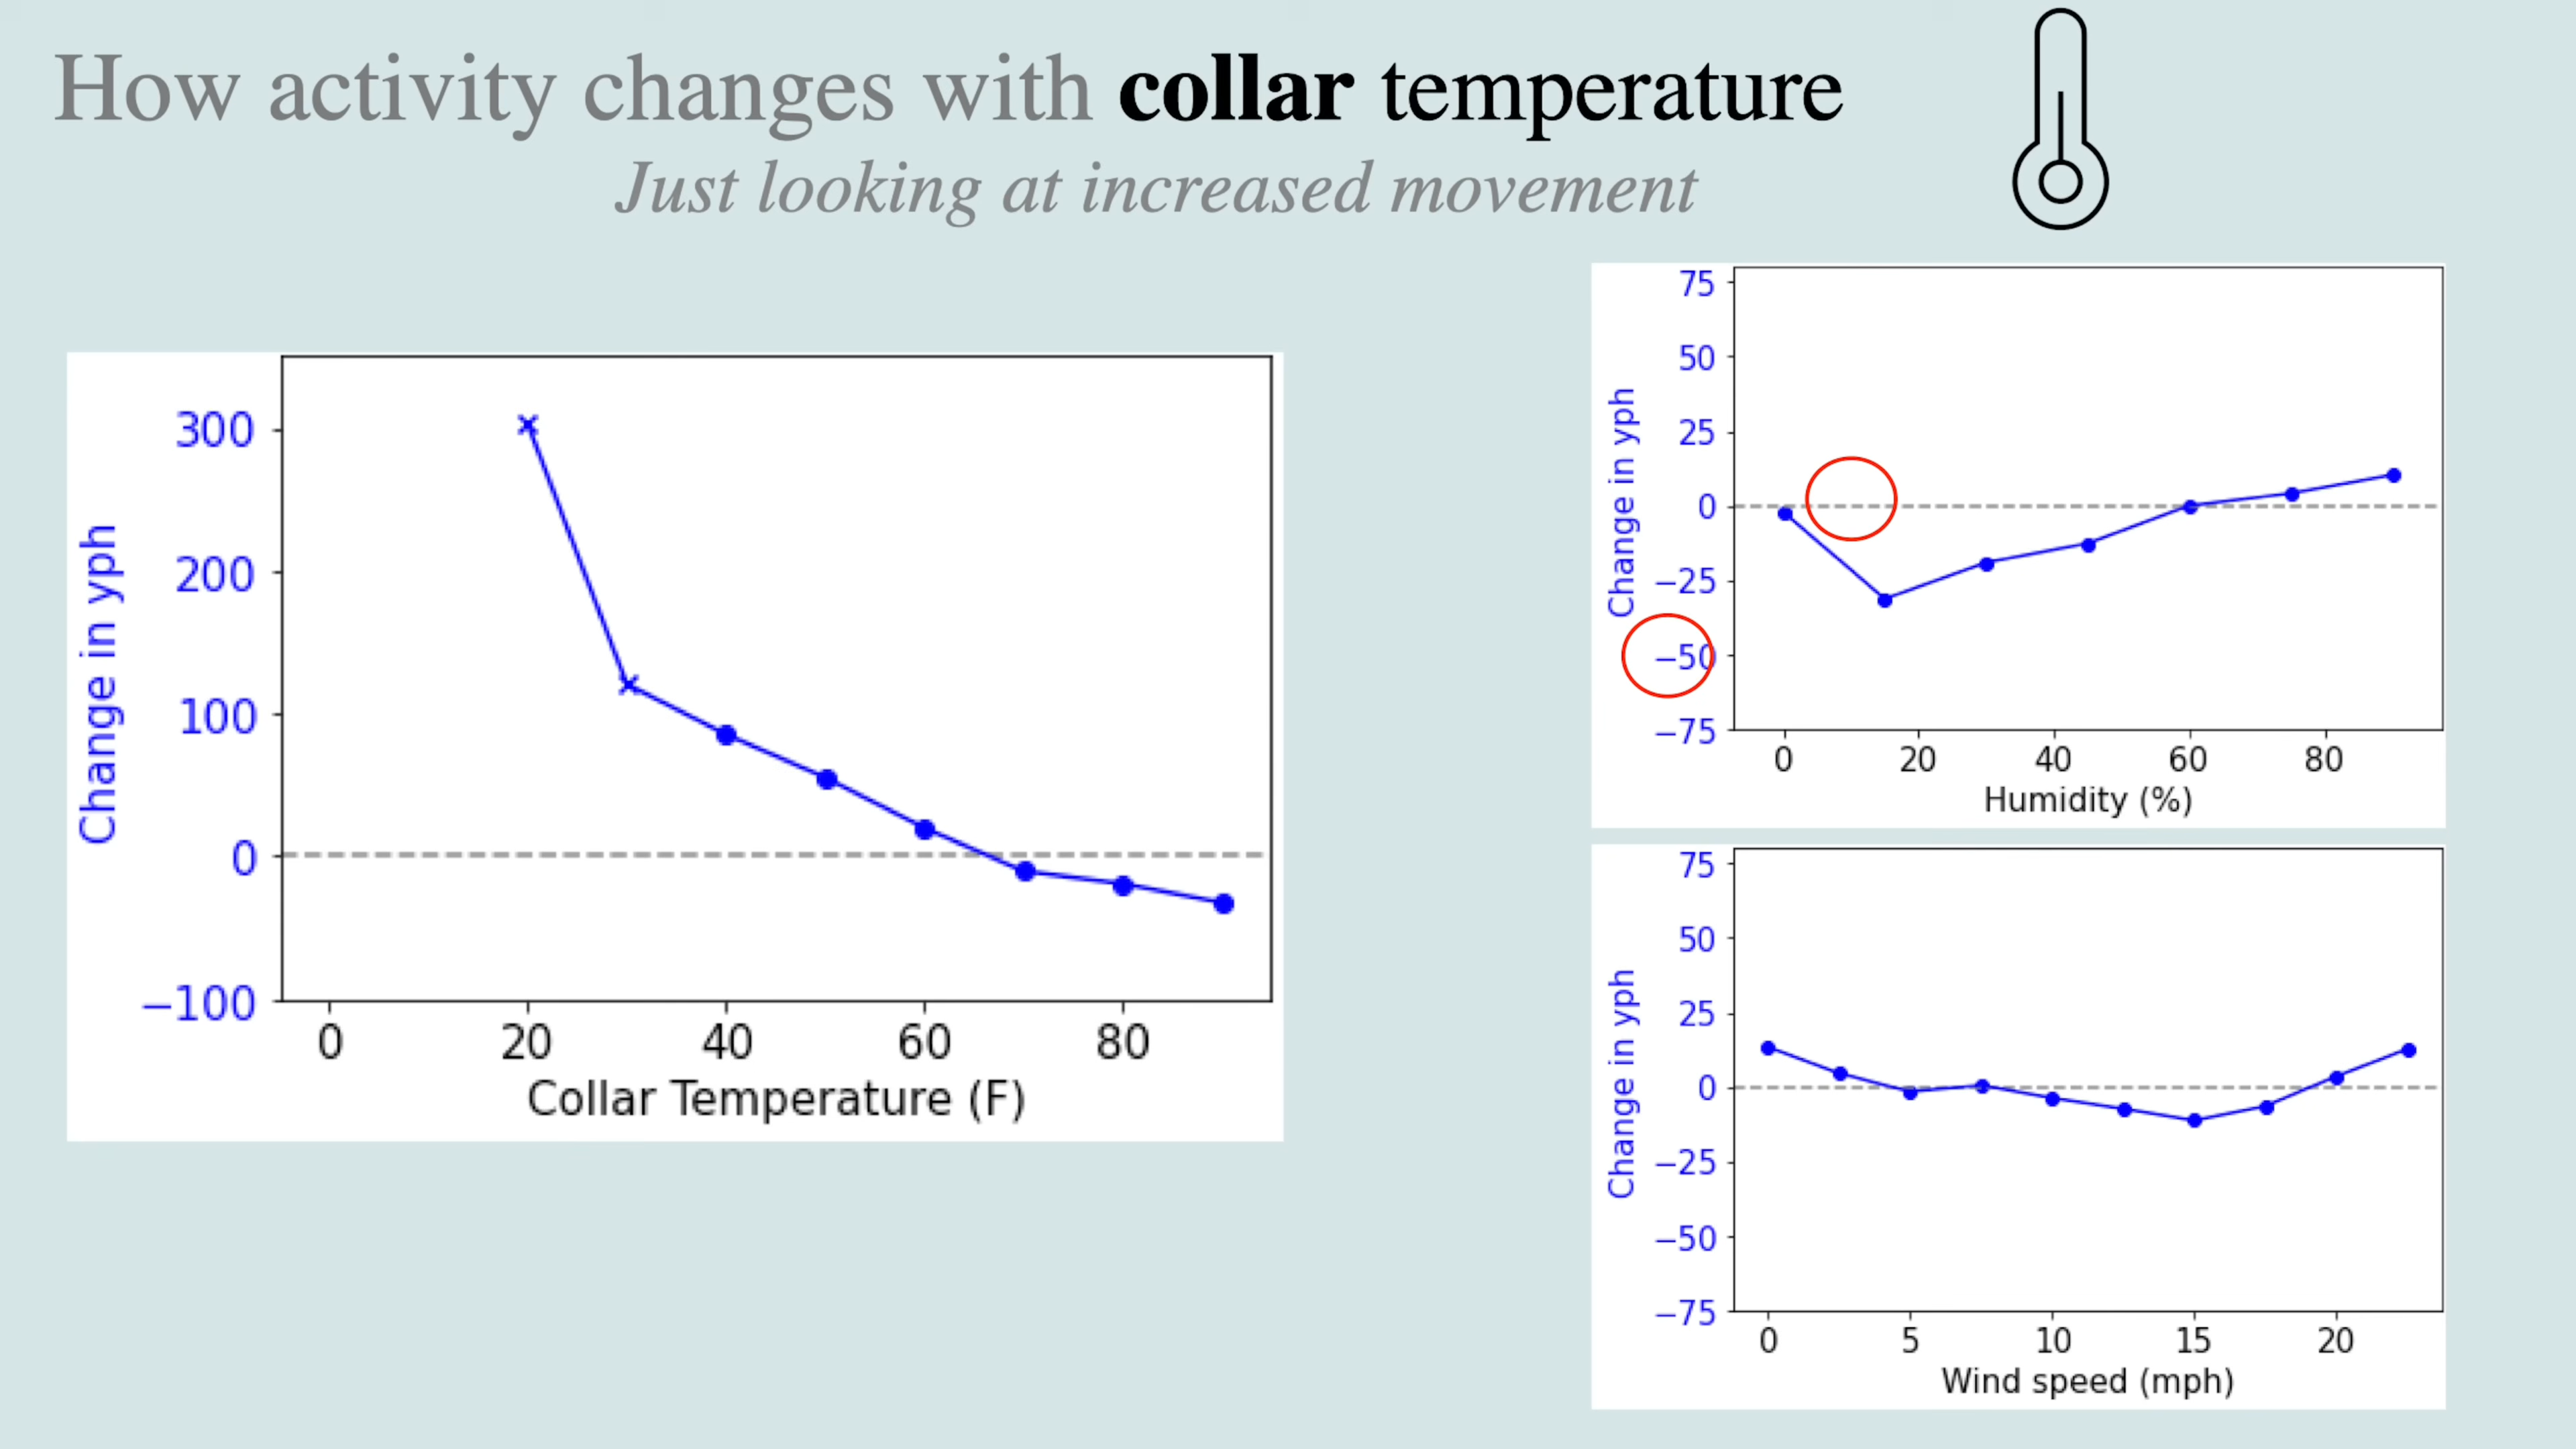 How activity changes with collar temperature
Just looking at increased movement
300
200
100
0
−100
Change in yph
0 20 40 60 80
Collar Temperature (F)
75
50
25
0
−25
−50
−75
Change in yph
0 20 40 60 80
Humidity (%)
75
50
25
0
−25
−50
−75
Change in yph
0 5 10 15 20
Wind speed (mph)